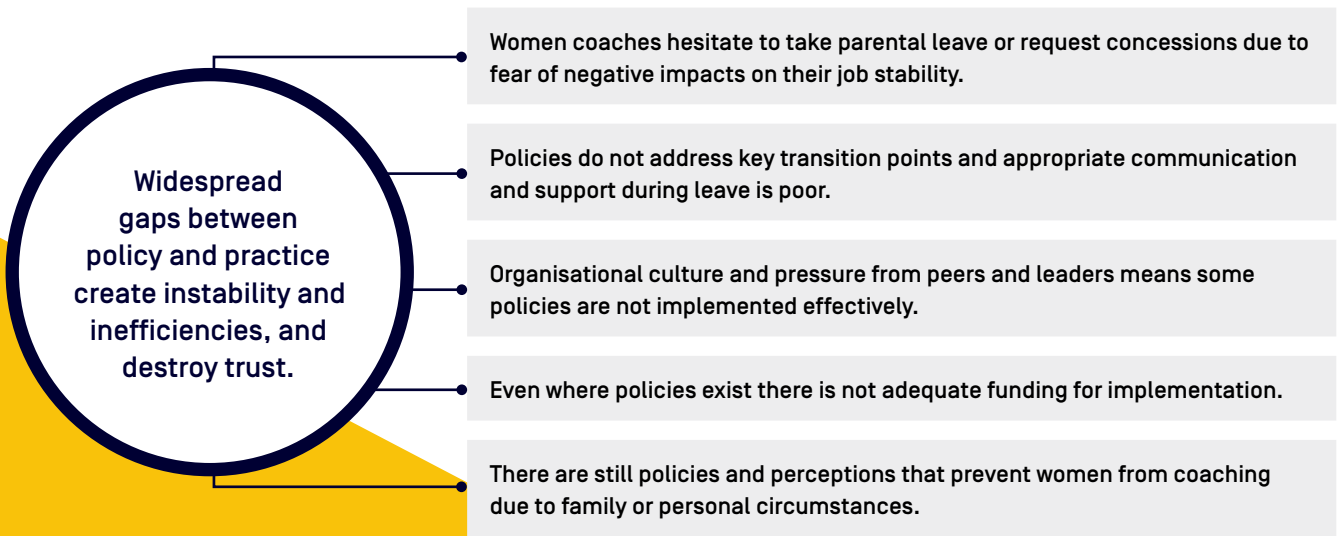 Widespread
gaps between
policy and practice
create instability and
inefficiencies, and
destroy trust.
Women coaches hesitate to take parental leave or request concessions due to
fear of negative impacts on their job stability.
Policies do not address key transition points and appropriate communication
and support during leave is poor.
Organisational culture and pressure from peers and leaders means some
policies are not implemented effectively.
Even where policies exist there is not adequate funding for implementation.
There are still policies and perceptions that prevent women from coaching
due to family or personal circumstances.